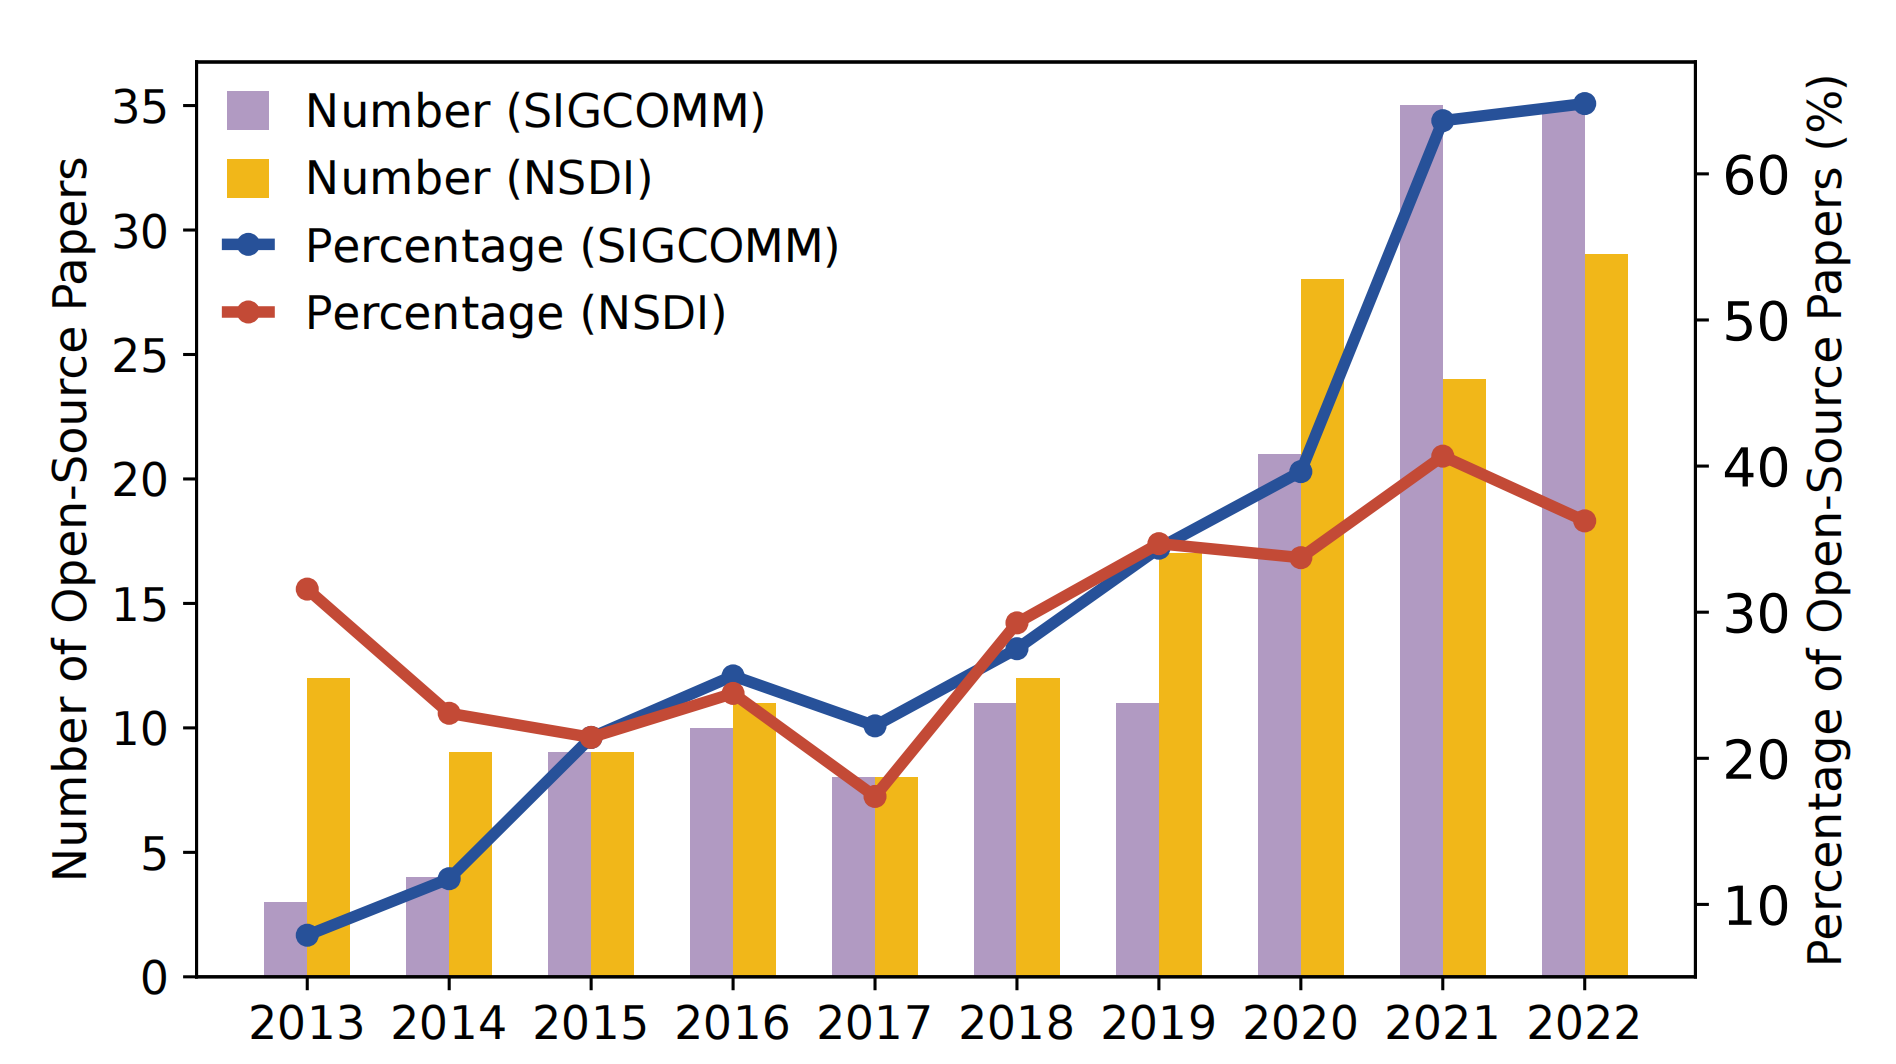 Number (SIGCOMM)
Number (NSDI)
Percentage (SIGCOMM)
Percentage (NSDI)
Number of Open-Source Papers
35
30
25
20
15
10
5
0
60
50
40
30
20
10
Percentage of Open-Source Papers (%)
2013 2014 2015 2016 2017 2018 2019 2020 2021 2022